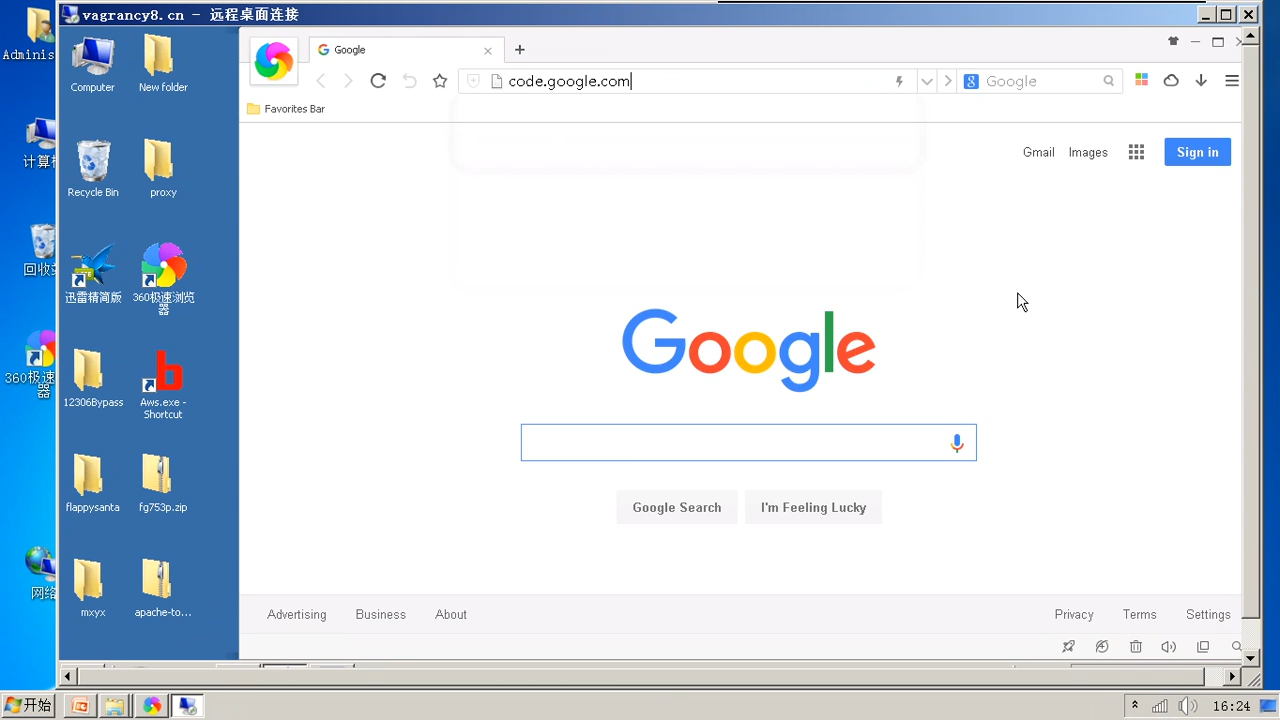 vagrancy8.cn - 远程桌面连接
Adminis
计算机
回收站
360极速
器
网络
Computer
New folder
Recycle Bin
proxy
迅雷精简版
360极速浏览
器
12306Bypass
Aws.exe -
Shortcut
flappysanta
fg753p.zip
mxyx
apache-to...
Google
code.google.com
Google
Favorites Bar
Gmail
Images
Sign in
Google
Google Search
I'm Feeling Lucky
Advertising
Business
About
Privacy
Terms
Settings
开始
16:24